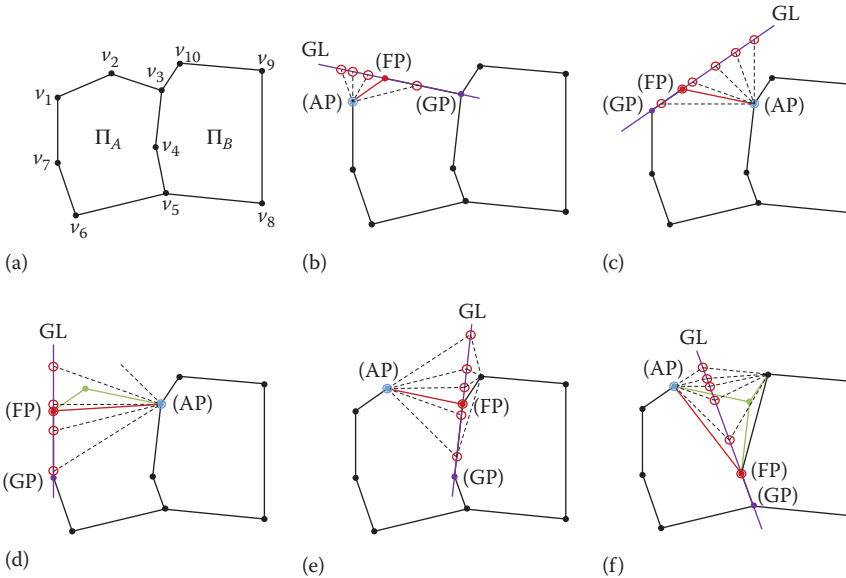 v2
v10
v9
v1
v3
ΠA
v4
ΠB
v7
v5
v6
v8
(a)
GL
(FP)
(AP)
(GP)
(b)
GL
(FP)
(GP)
(AP)
(c)
GL
(AP)
(FP)
(GP)
(d)
GL
(AP)
(FP)
(GP)
(e)
GL
(AP)
(FP)
(GP)
(f)